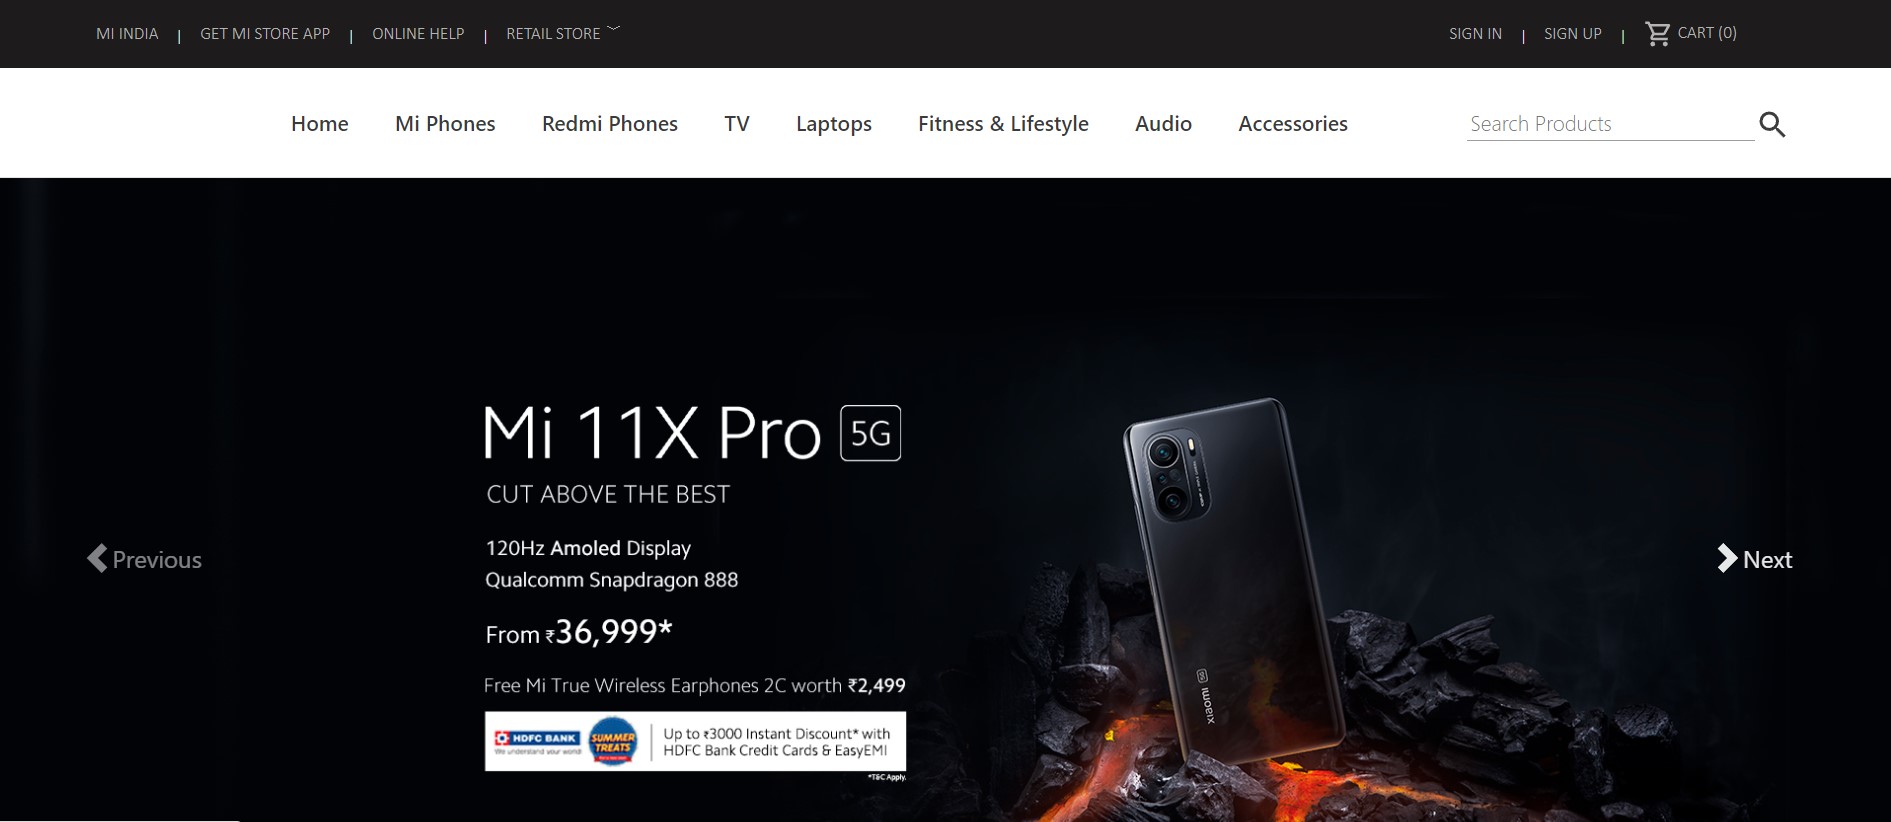 MI INDIA | GET MI STORE APP | ONLINE HELP | RETAIL STORE
SIGN IN | SIGN UP | CART (0)
Home Mi Phones Redmi Phones TV Laptops Fitness & Lifestyle Audio Accessories Search Products
Mi 11X Pro 5G
CUT ABOVE THE BEST
120Hz Amoled Display
Qualcomm Snapdragon 888
Previous
Next
From ₹36,999*
Free Mi True Wireless Earphones 2C worth ₹2,499
HDFC BANK
We understand your world
SUMMER
TREATS
Up to ₹3000 Instant Discount* with
HDFC Bank Credit Cards & EasyEMI
*T&C Apply.
5G xiaomi